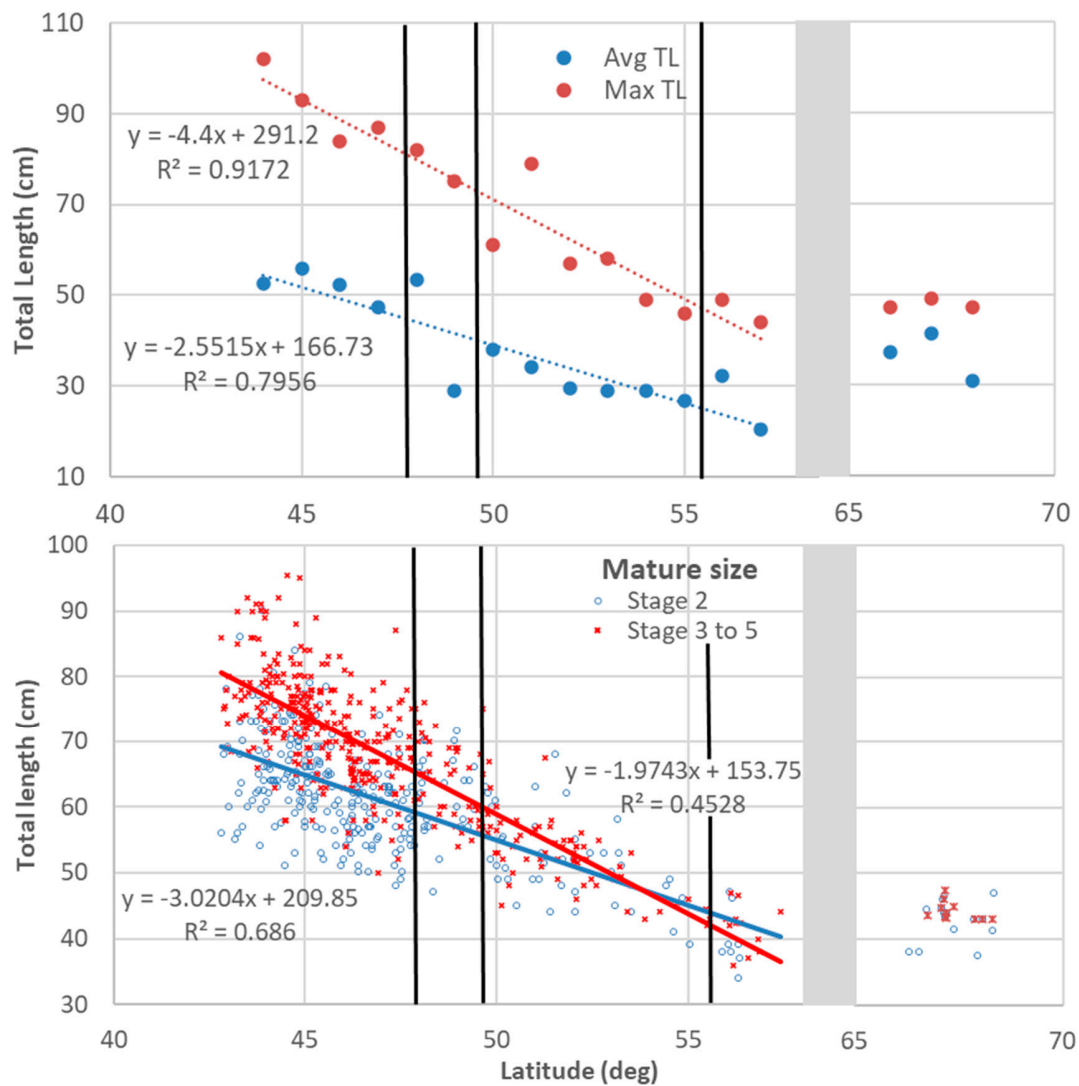 110
90
70
50
30
10
Total Length (cm)
Avg TL
Max TL
y = -4.4x + 291.2
R² = 0.9172
y = -2.5515x + 166.73
R² = 0.7956
40 45 50 55 65 70
100
90
80
70
60
50
40
30
Total length (cm)
Mature size
Stage 2
Stage 3 to 5
y = -1.9743x + 153.75
R² = 0.4528
y = -3.0204x + 209.85
R² = 0.686
40 45 50 55 65 70
Latitude (deg)